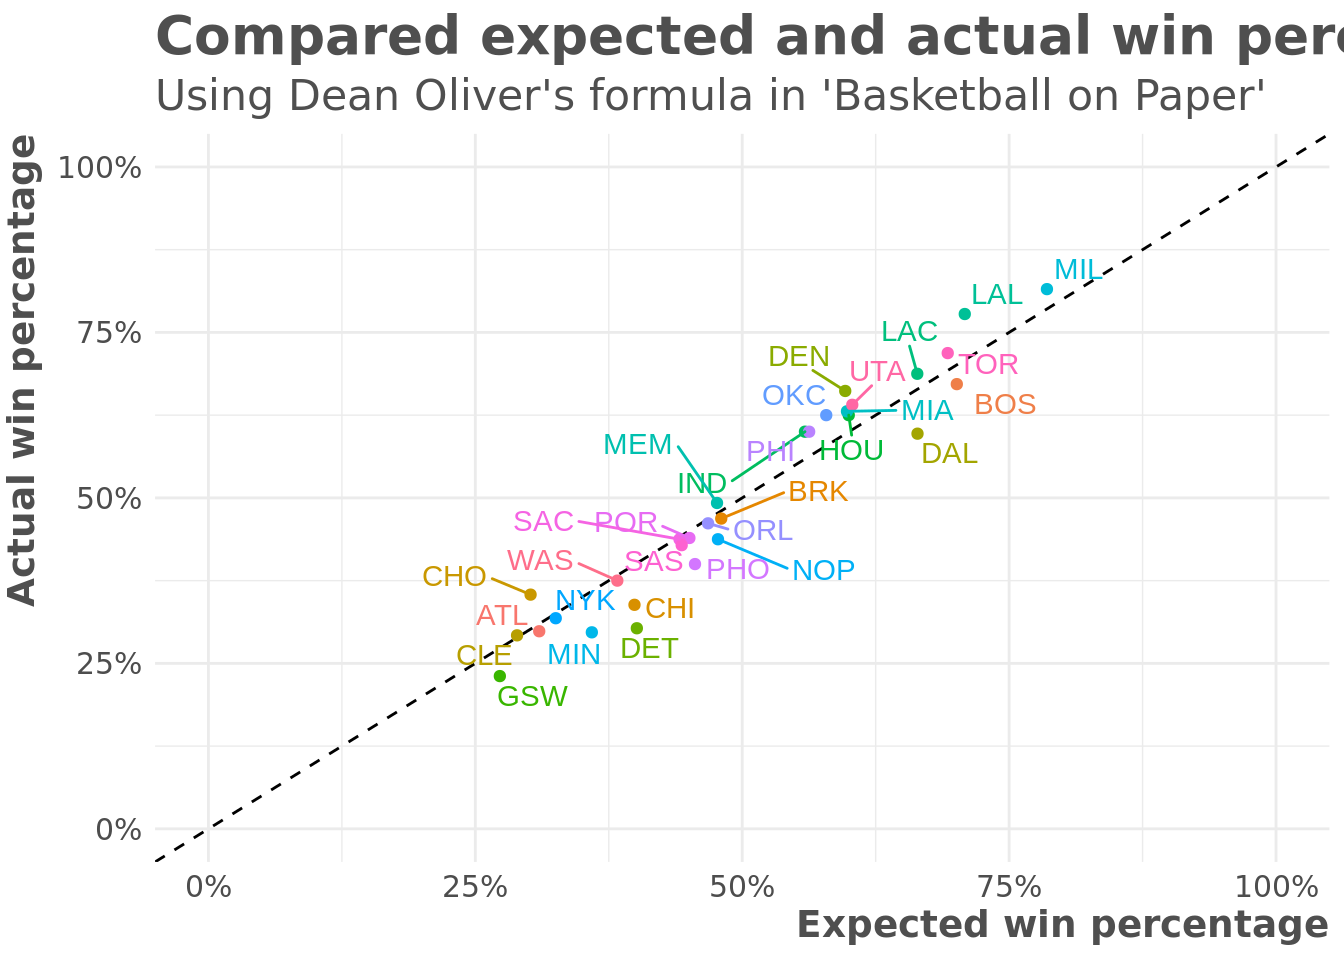 Compared expected and actual win perc
Using Dean Oliver's formula in 'Basketball on Paper'
Actual win percentage
100%
75%
50%
25%
0%
MIL
LAL
LAC
DEN
UTA
TOR
OKC
MIA
BOS
MEM
PHI
HOU
DAL
IND
BRK
SAC
POR
ORL
WAS
SAS
PHO
NOP
CHO
NYK
CHI
ATL
CLE
MIN
DET
GSW
0%
25%
50%
75%
100%
Expected win percentage